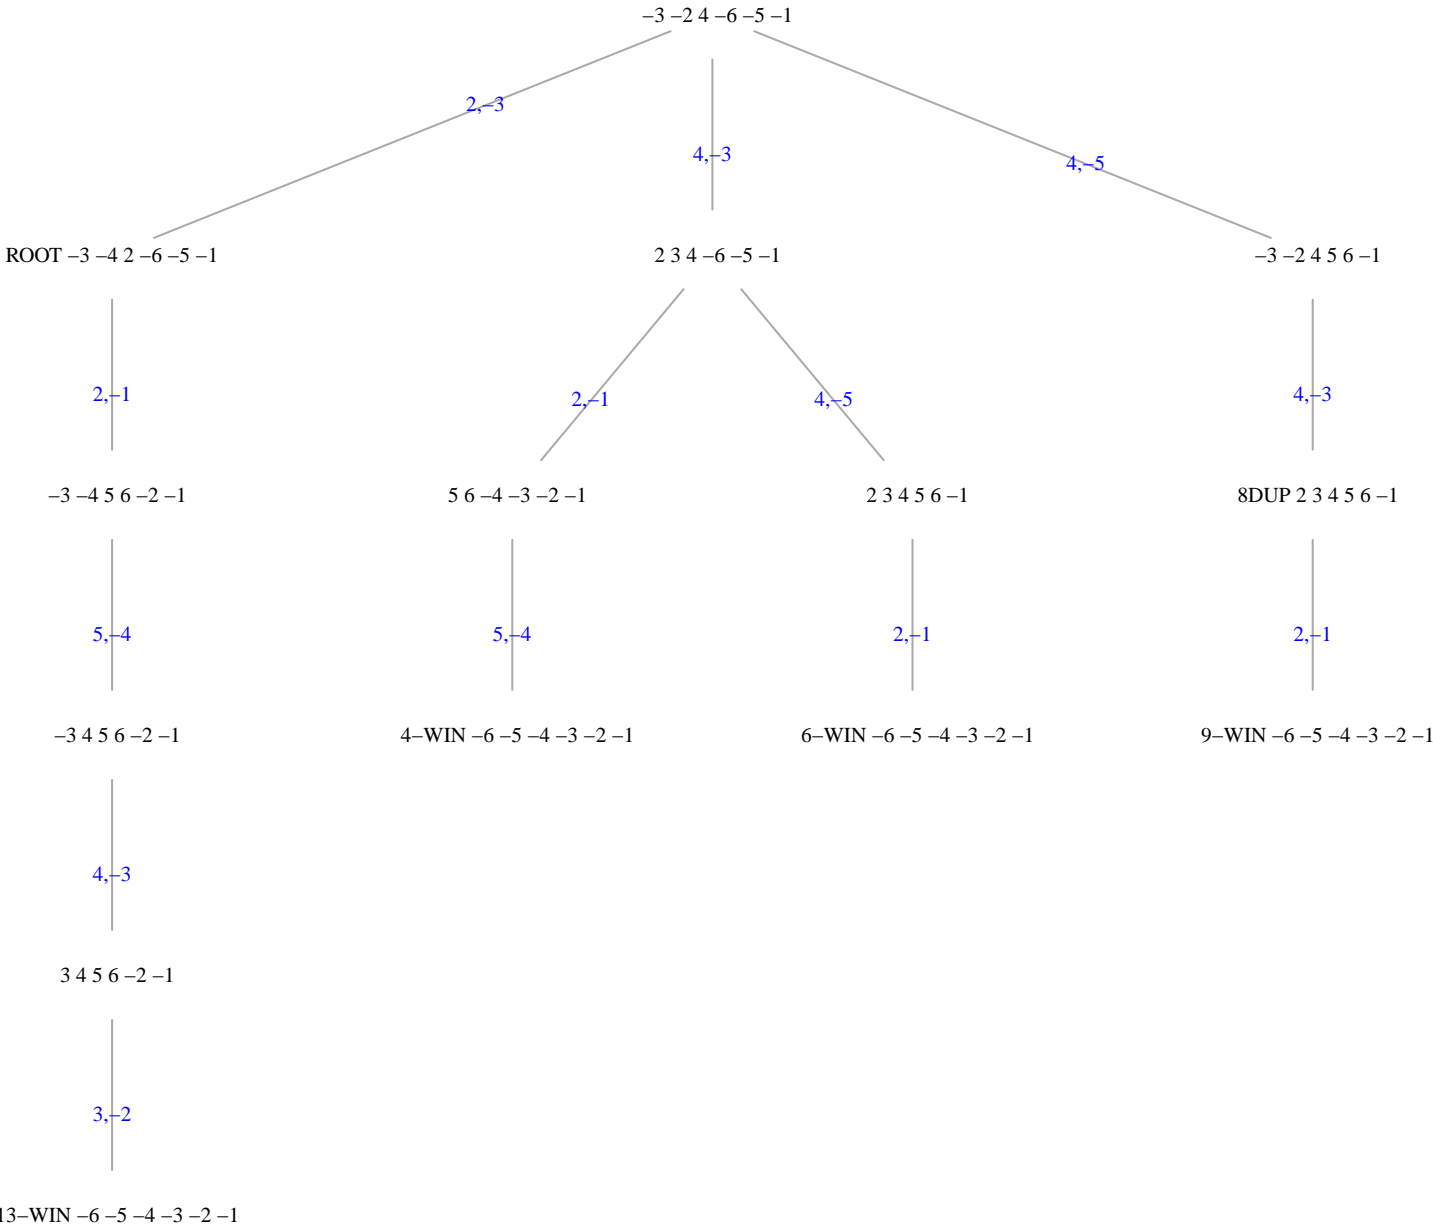 –3 –2 4 –6 –5 –1
2,–3
4,–3
4,–5
ROOT –3 –4 2 –6 –5 –1
2 3 4 –6 –5 –1
–3 –2 4 5 6 –1
2,–1
2,–1
4,–5
4,–3
–3 –4 5 6 –2 –1
5 6 –4 –3 –2 –1
2 3 4 5 6 –1
8DUP 2 3 4 5 6 –1
5,–4
5,–4
2,–1
2,–1
–3 4 5 6 –2 –1
4–WIN –6 –5 –4 –3 –2 –1
6–WIN –6 –5 –4 –3 –2 –1
9–WIN –6 –5 –4 –3 –2 –1
4,–3
3 4 5 6 –2 –1
3,–2
13–WIN –6 –5 –4 –3 –2 –1